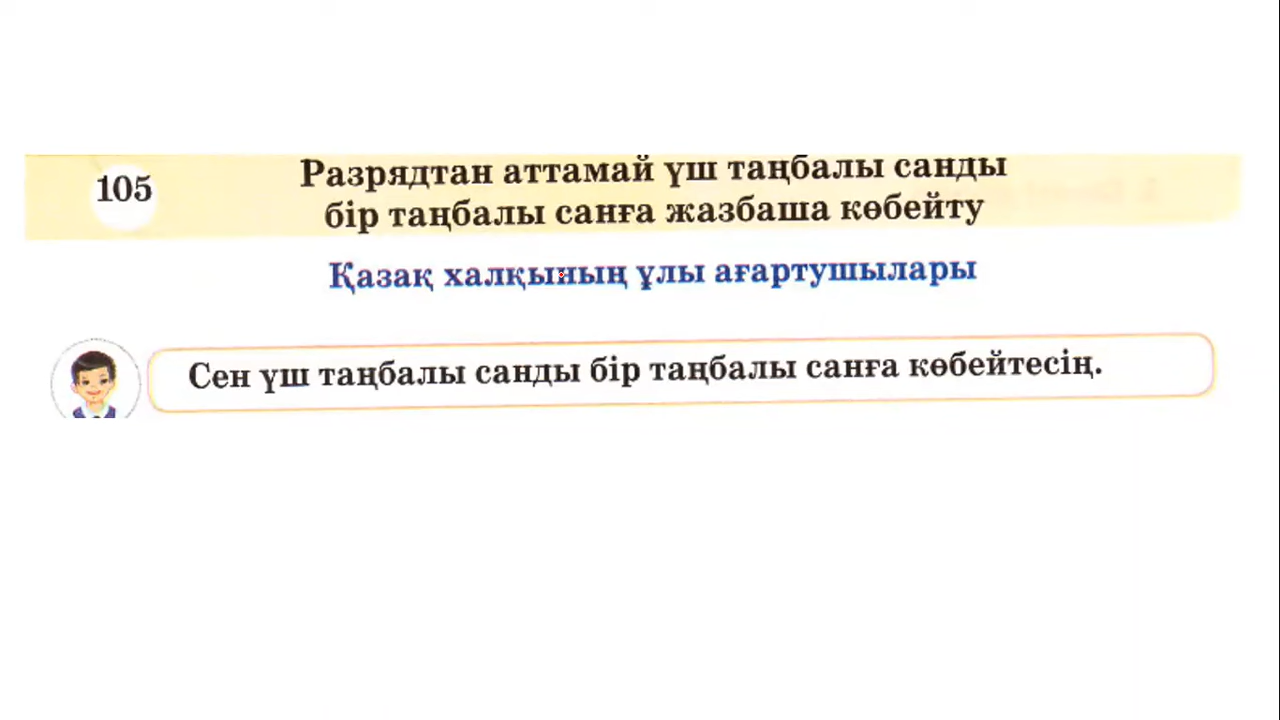 105
Разрядтан аттамай үш таңбалы санды
бір таңбалы санға жазбаша көбейту
Қазақ халқының ұлы ағартушылары
Сен үш таңбалы санды бір таңбалы санға көбейтесің.